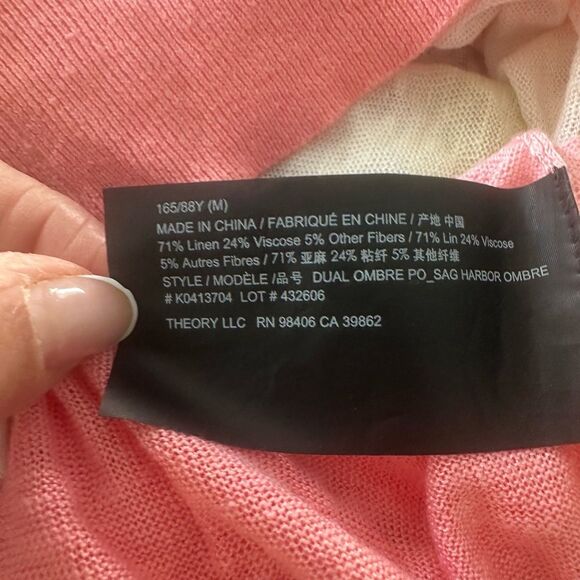 165/88Y (M)
MADE IN CHINA / FABRIQUÉ EN CHINE / 产地 中国
71% Linen 24% Viscose 5% Other Fibers / 71% Lin 24% Viscose
5% Autres Fibres / 71% 亚麻 24% 粘纤 5% 其他纤维
STYLE / MODÈLE /品号 DUAL OMBRE PO_SAG HARBOR OMBRE
# K0413704 LOT # 432606
THEORY LLC RN 98406 CA 39862